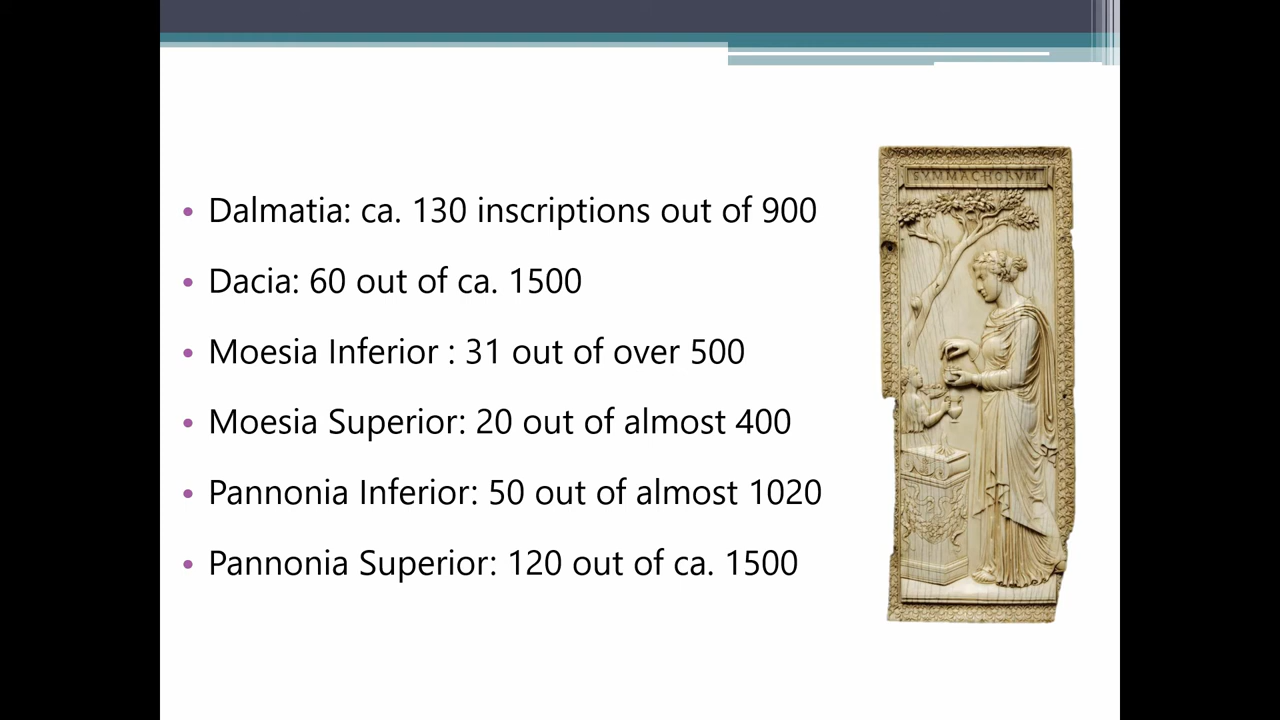 SYMMACHORVM
• Dalmatia: ca. 130 inscriptions out of 900
• Dacia: 60 out of ca. 1500
• Moesia Inferior : 31 out of over 500
• Moesia Superior: 20 out of almost 400
• Pannonia Inferior: 50 out of almost 1020
• Pannonia Superior: 120 out of ca. 1500